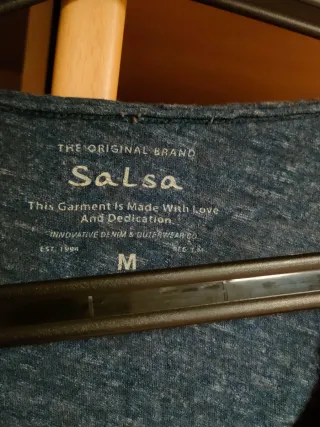 THE ORIGINAL BRAND
Salsa
This Garment Is Made With Love
And Dedication
INNOVATIVE DENIM & OUTERWEAR CO.
EST. 1994
M